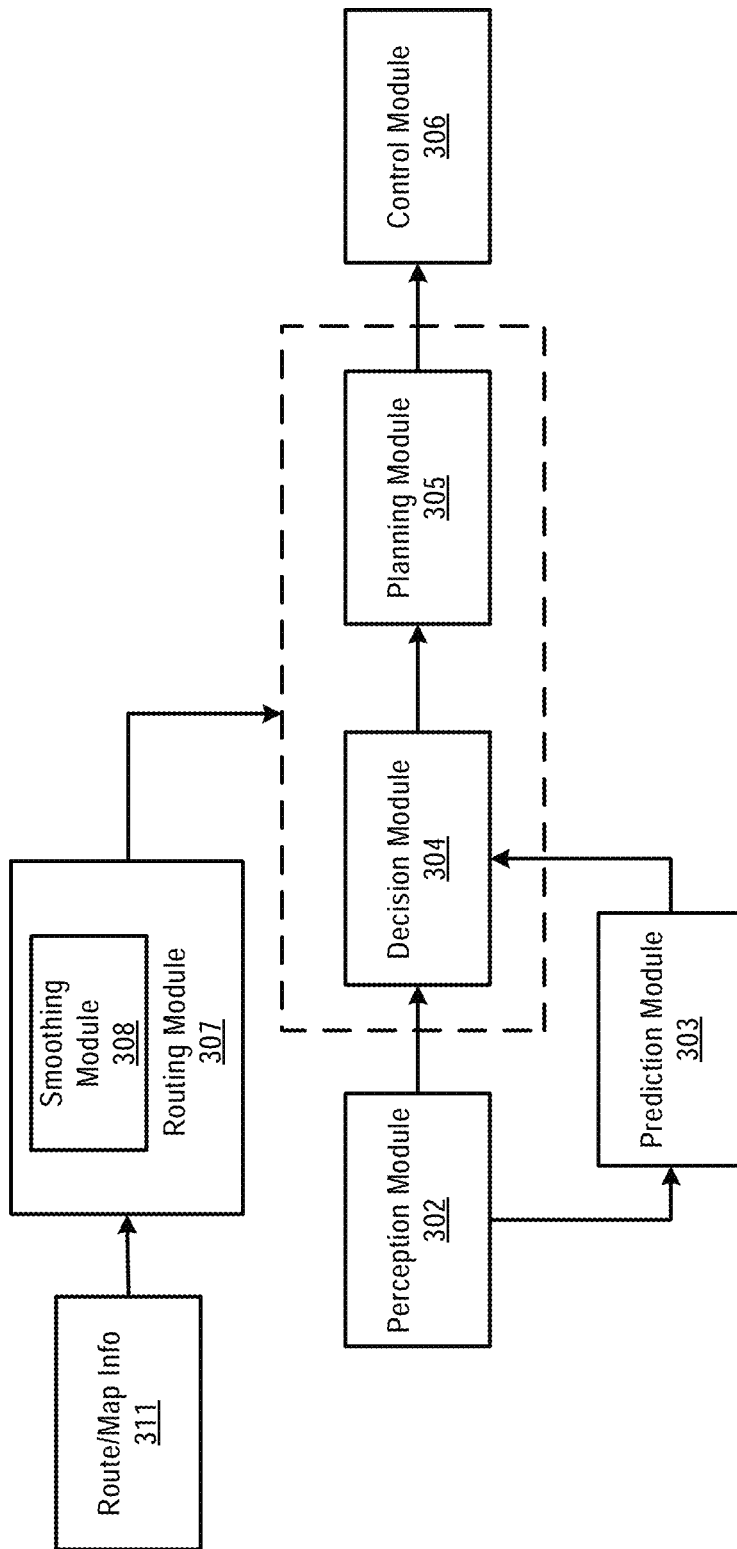 Route/Map Info
311
Smoothing
Module
308
Routing Module
307
Perception Module
302
Decision Module
304
Planning Module
305
Control Module
306
Prediction Module
303